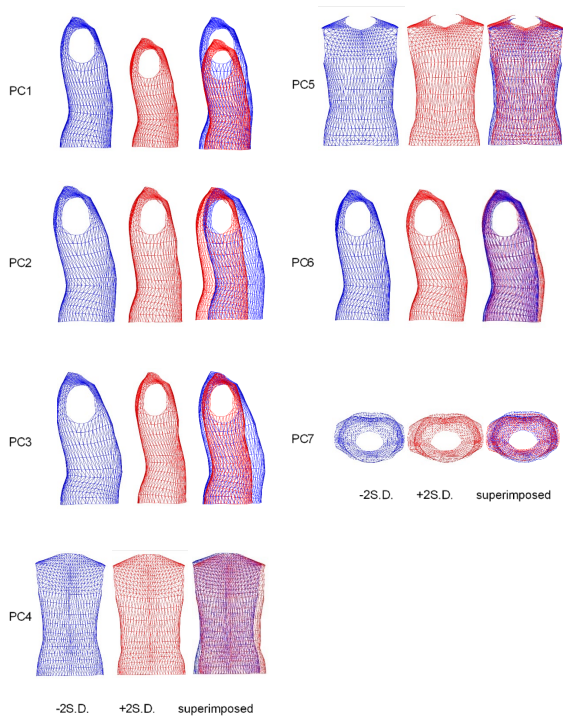 PC1
PC2
PC3
PC4
-2S.D. +2S.D. superimposed
PC5
PC6
PC7
-2S.D. +2S.D. superimposed